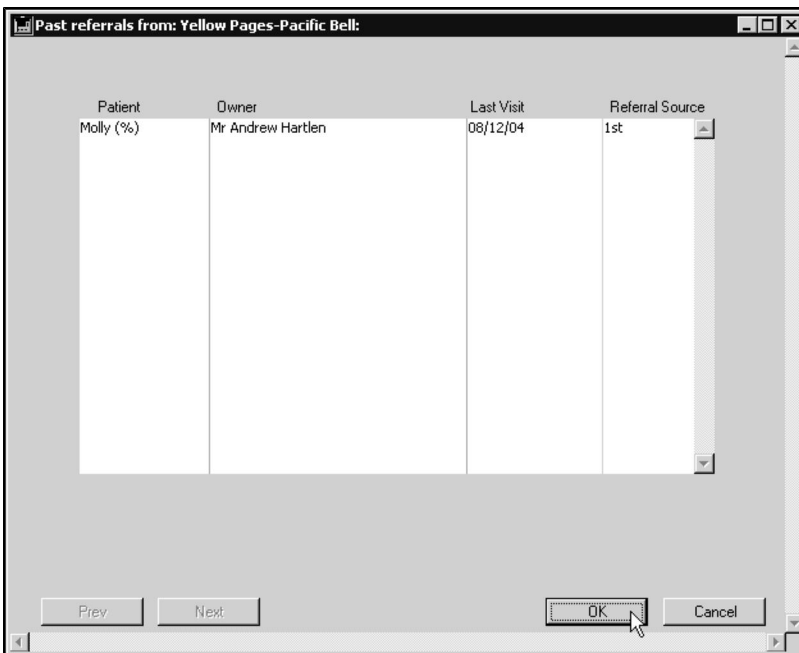 Past referrals from: Yellow Pages-Pacific Bell:
Patient Owner Last Visit Referral Source
Molly (%) Mr Andrew Hartlen 08/12/04 1st
Prev Next OK Cancel